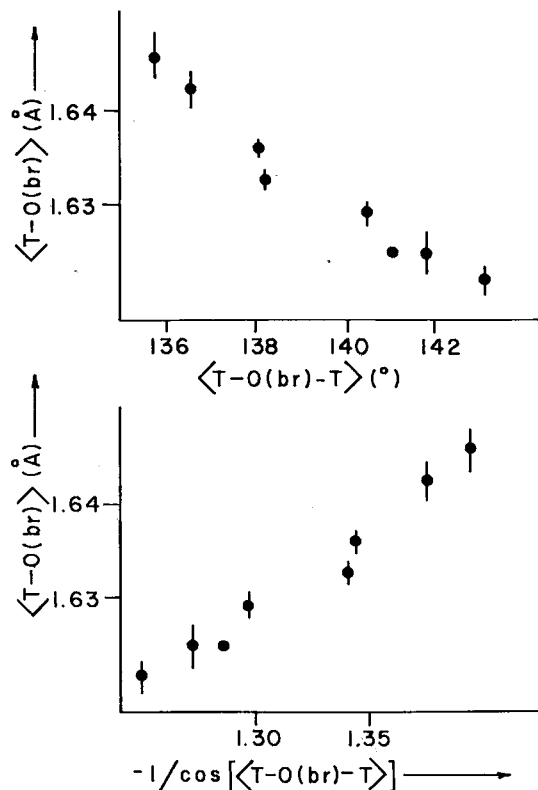 ⟨T-O(br)⟩ (Å)
1.64
1.63
136 138 140 142
⟨T-O(br)-T⟩ (°)
⟨T-O(br)⟩ (Å)
1.64
1.63
1.30 1.35
-1/cos[⟨T-O(br)-T⟩]